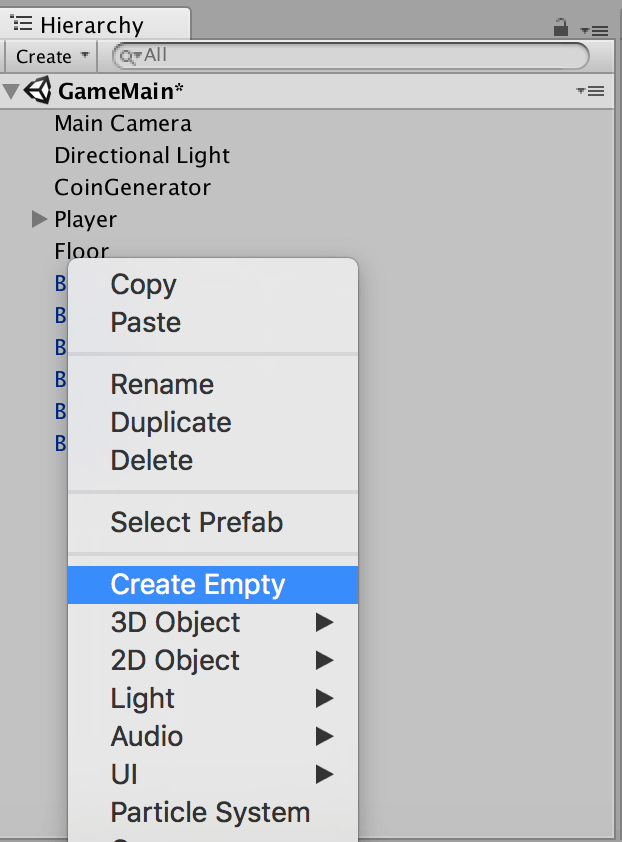 Hierarchy
Create
All
GameMain*
Main Camera
Directional Light
CoinGenerator
Player
Floor
B
B
B
B
B
B
Copy
Paste
Rename
Duplicate
Delete
Select Prefab
Create Empty
3D Object
2D Object
Light
Audio
UI
Particle System